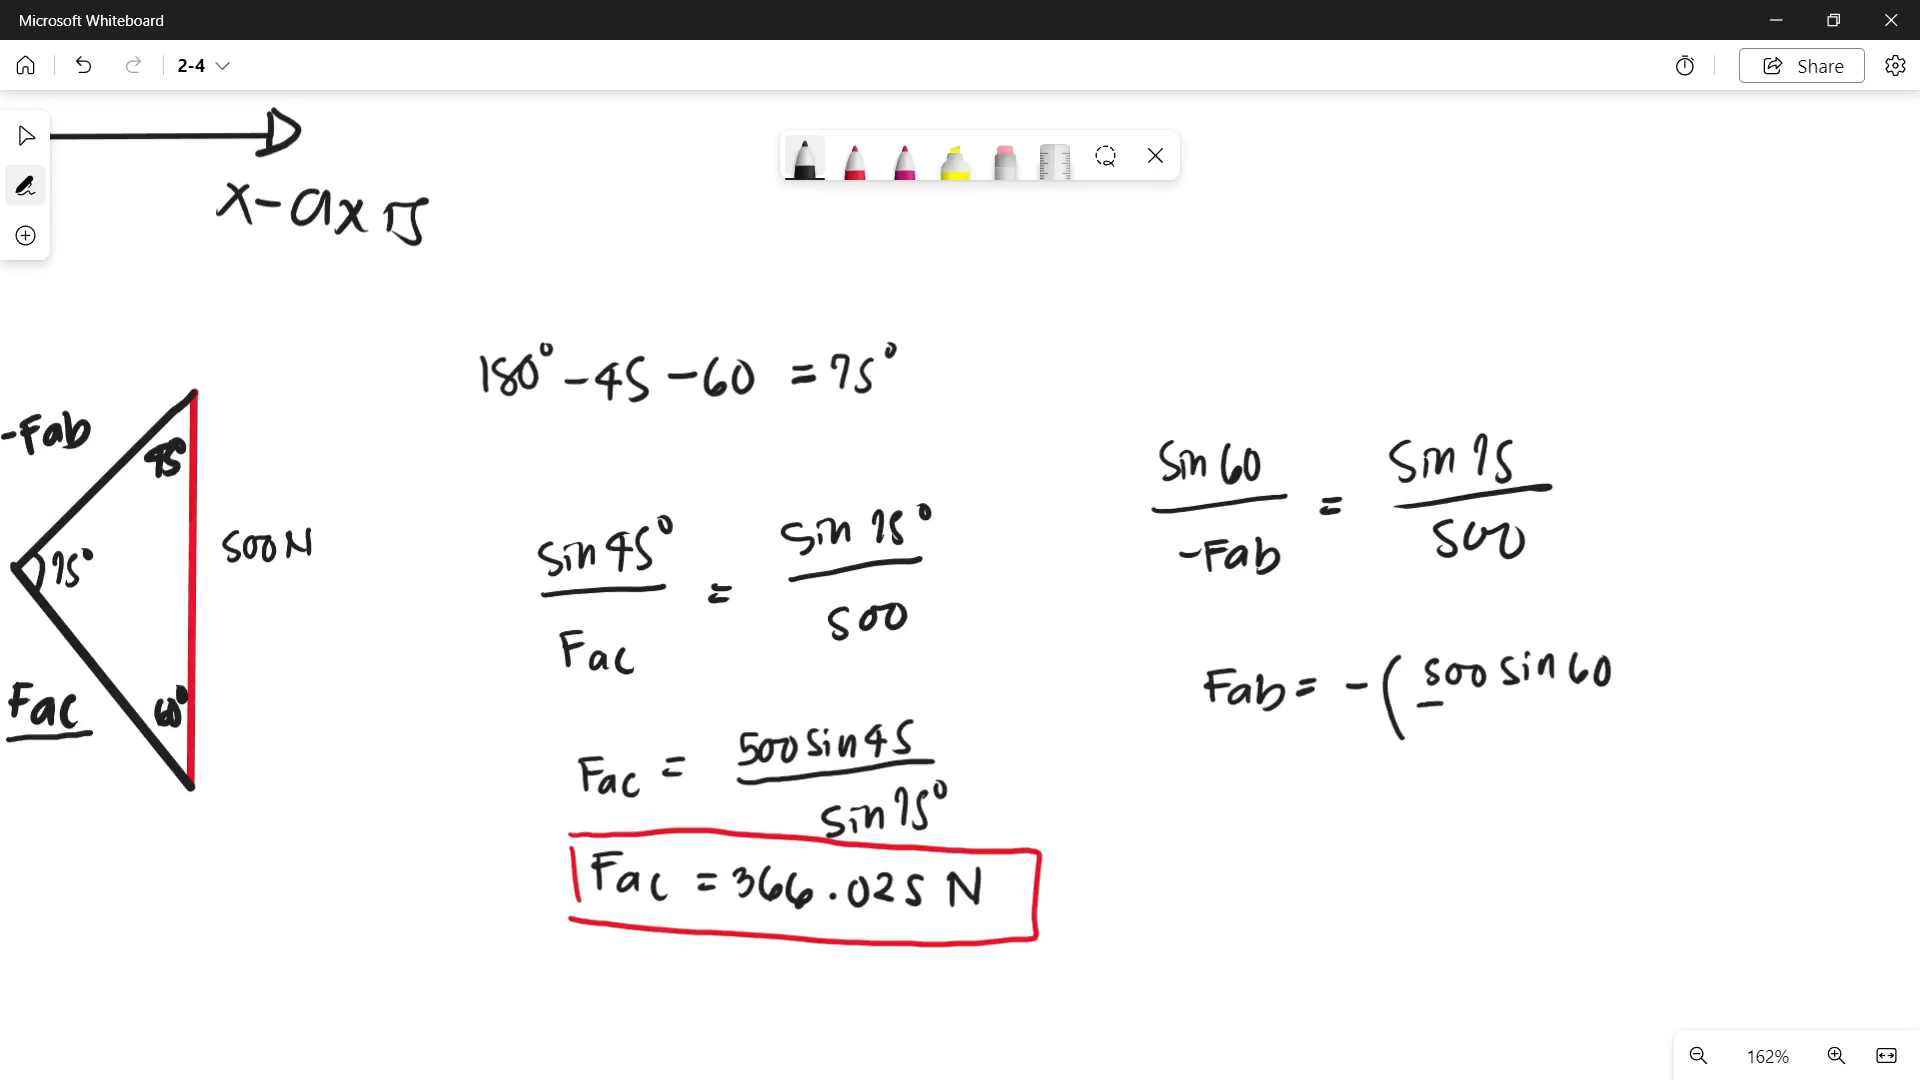 Microsoft Whiteboard
2-4
Share
x-axis
180° - 45 - 60 = 75°
-Fab
45°
75°
500N
Fac
60°
sin 45° / Fac = sin 75° / 500
Fac = 500 sin 45 / sin 75°
Fac = 366.025 N
sin 60 / -Fab = sin 75 / 500
Fab = - ( 500 sin 60
162%